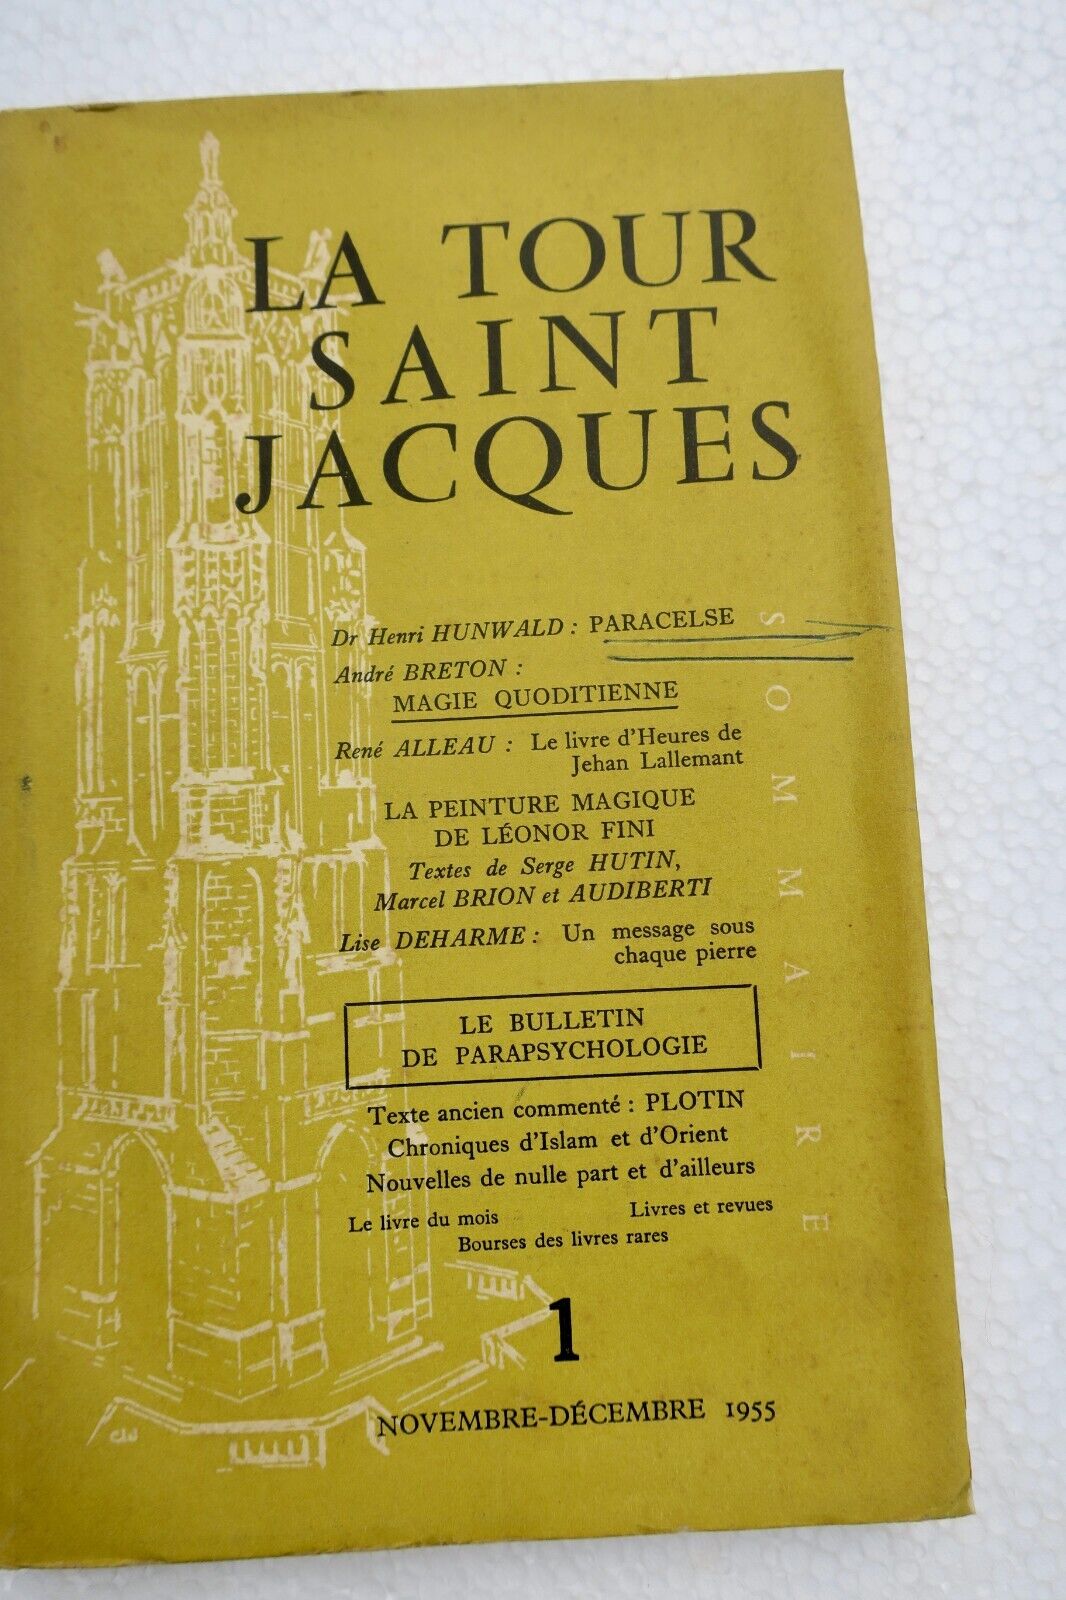 LA TOUR
SAINT
JACQUES
Dr Henri HUNWALD : PARACELSE
André BRETON :
MAGIE QUODITIENNE
René ALLEAU : Le livre d'Heures de
Jehan Lallemant
LA PEINTURE MAGIQUE
DE LÉONOR FINI
Textes de Serge HUTIN,
Marcel BRION et AUDIBERTI
Lise DEHARME : Un message sous
chaque pierre
LE BULLETIN
DE PARAPSYCHOLOGIE
Texte ancien commenté : PLOTIN
Chroniques d'Islam et d'Orient
Nouvelles de nulle part et d'ailleurs
Le livre du mois Livres et revues
Bourses des livres rares
SOMMAIRE
1
NOVEMBRE-DÉCEMBRE 1955